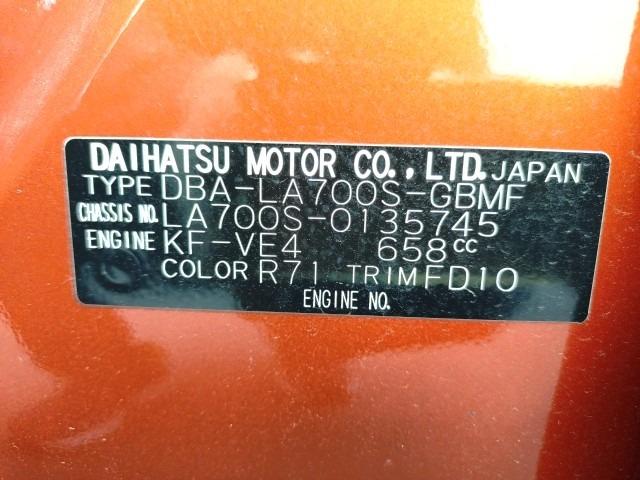 DAIHATSU MOTOR CO., LTD. JAPAN
TYPE DBA-LA700S-GBMF
CHASSIS NO. LA700S-0135745
ENGINE KF-VE4 658cc
COLOR R71 TRIM FD10
ENGINE NO.